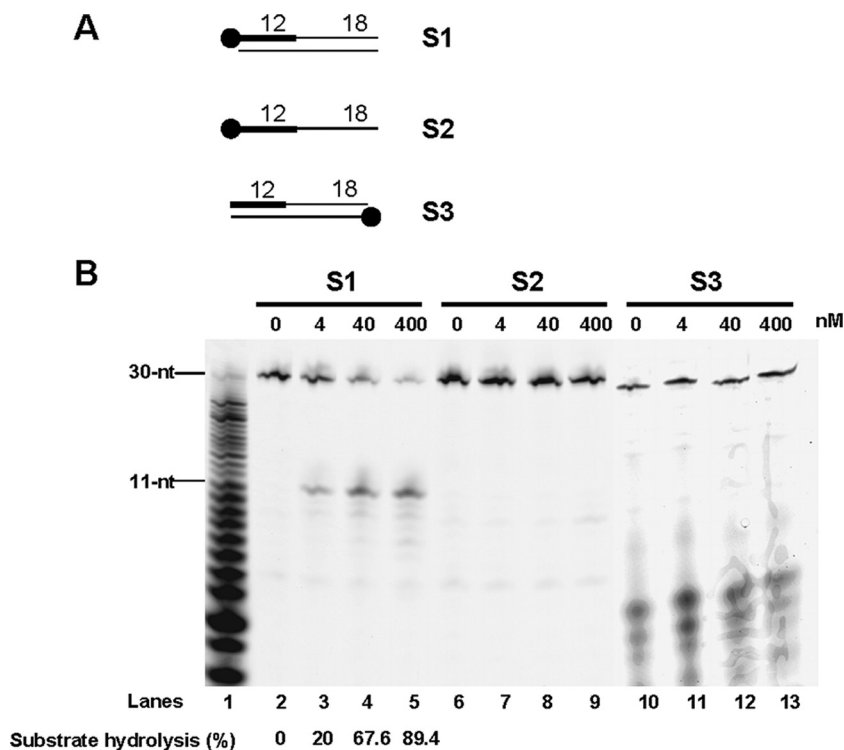 A
12 18 S1
12 18 S2
12 18 S3
B
S1 S2 S3
0 4 40 400 0 4 40 400 0 4 40 400 nM
30-nt
11-nt
Lanes 1 2 3 4 5 6 7 8 9 10 11 12 13
Substrate hydrolysis (%) 0 20 67.6 89.4